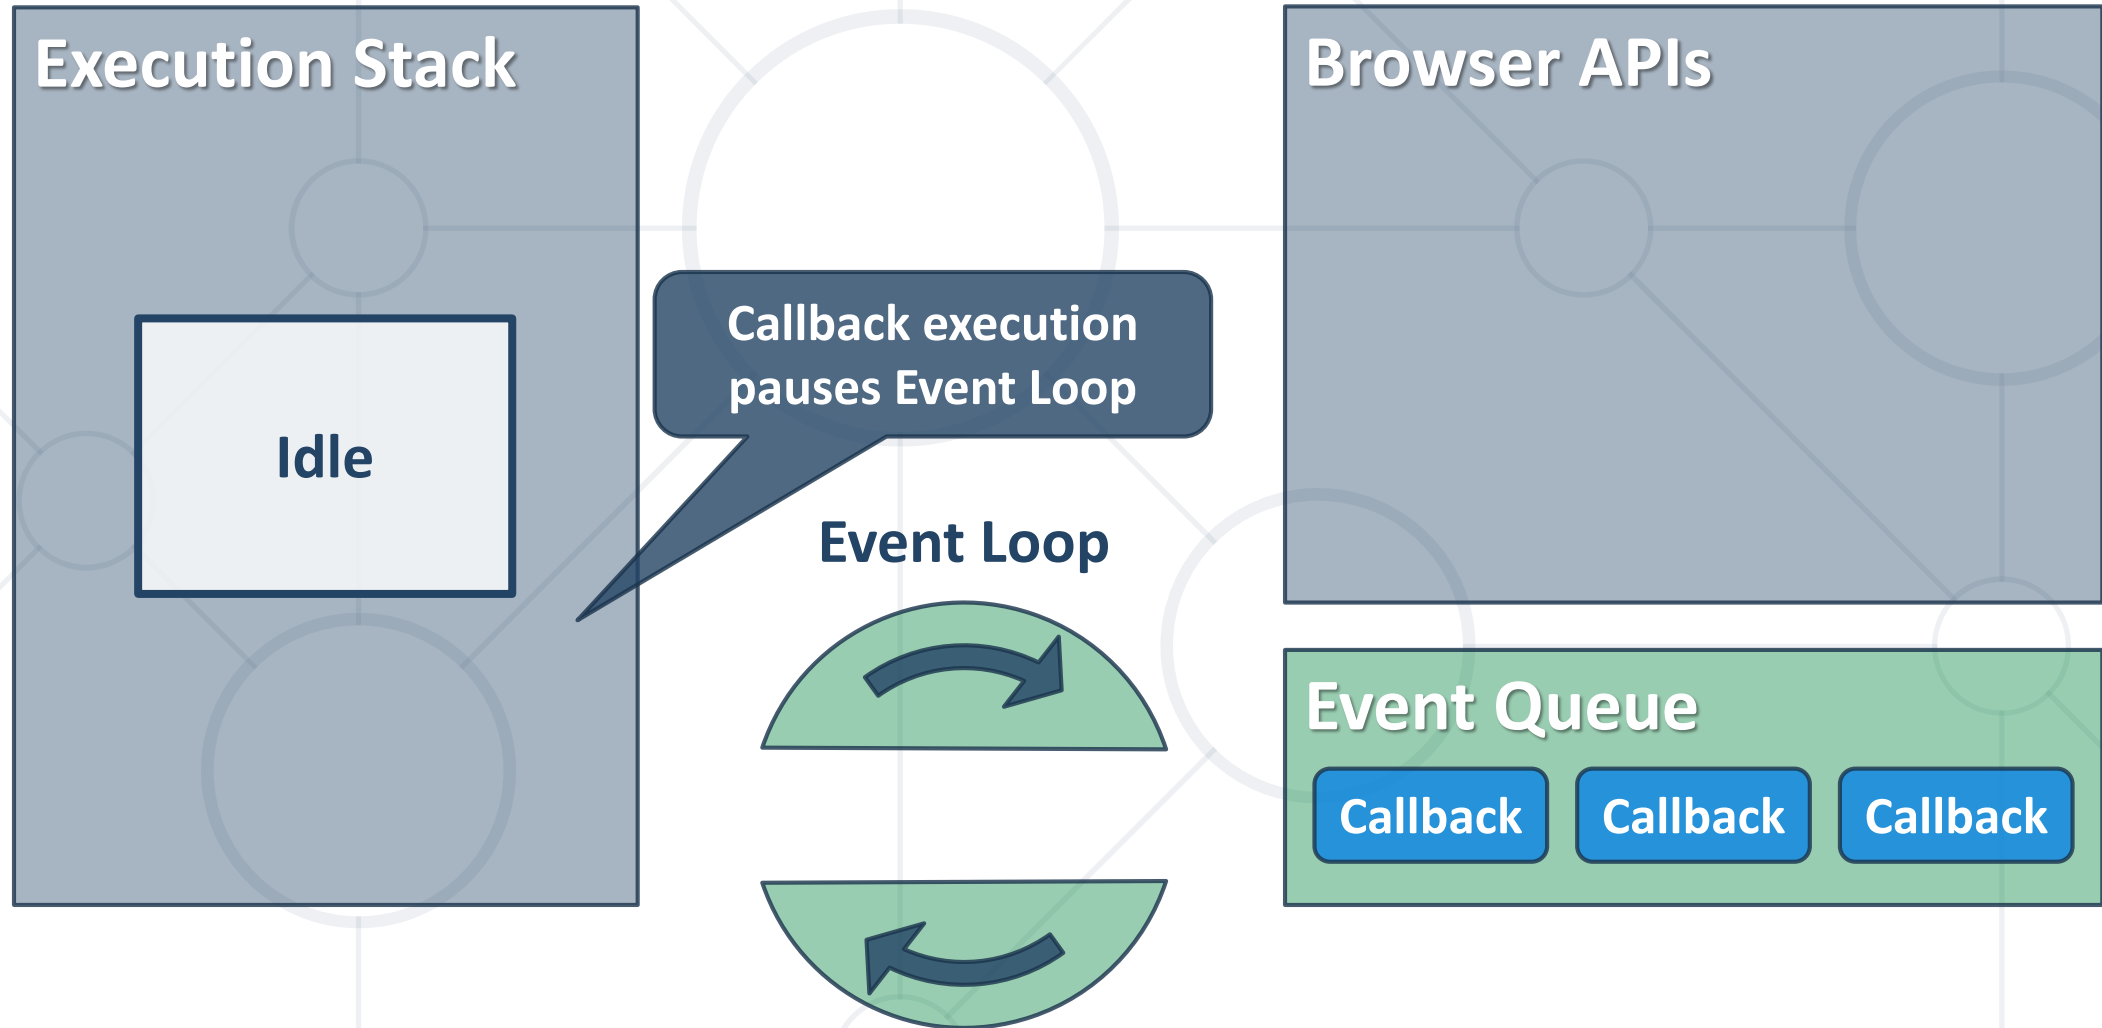 Execution Stack
Idle
Callback execution
pauses Event Loop
Event Loop
Browser APIs
Event Queue
Callback
Callback
Callback